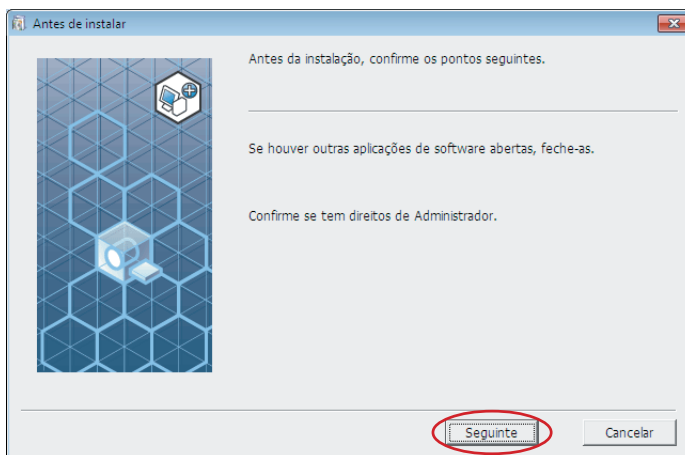 Antes de instalar
Antes da instalação, confirme os pontos seguintes.
Se houver outras aplicações de software abertas, feche-as.
Confirme se tem direitos de Administrador.
Seguinte
Cancelar